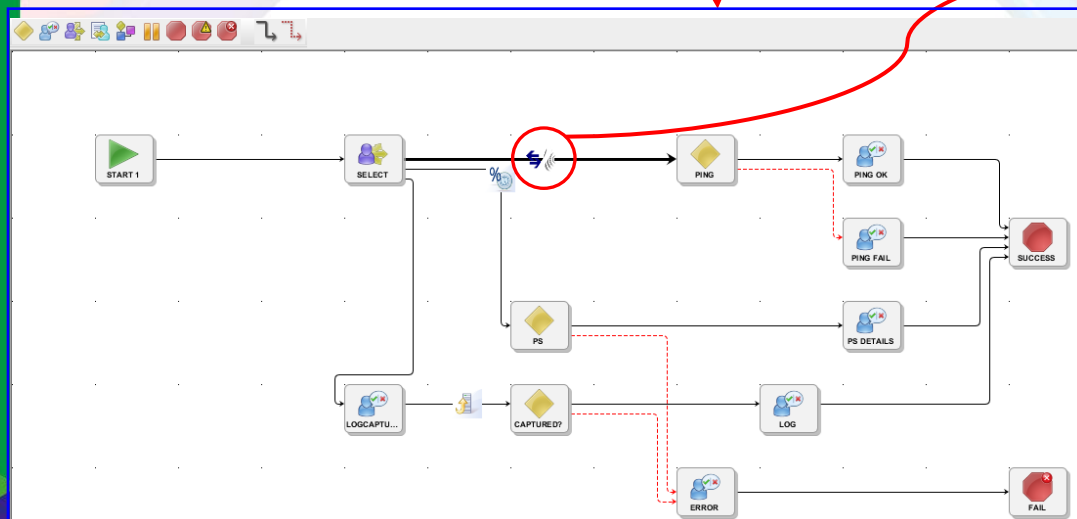 START 1
SELECT
%
PING
PING OK
PING FAIL
SUCCESS
PS
PS DETAILS
LOGCAPTU...
CAPTURED?
LOG
ERROR
FAIL